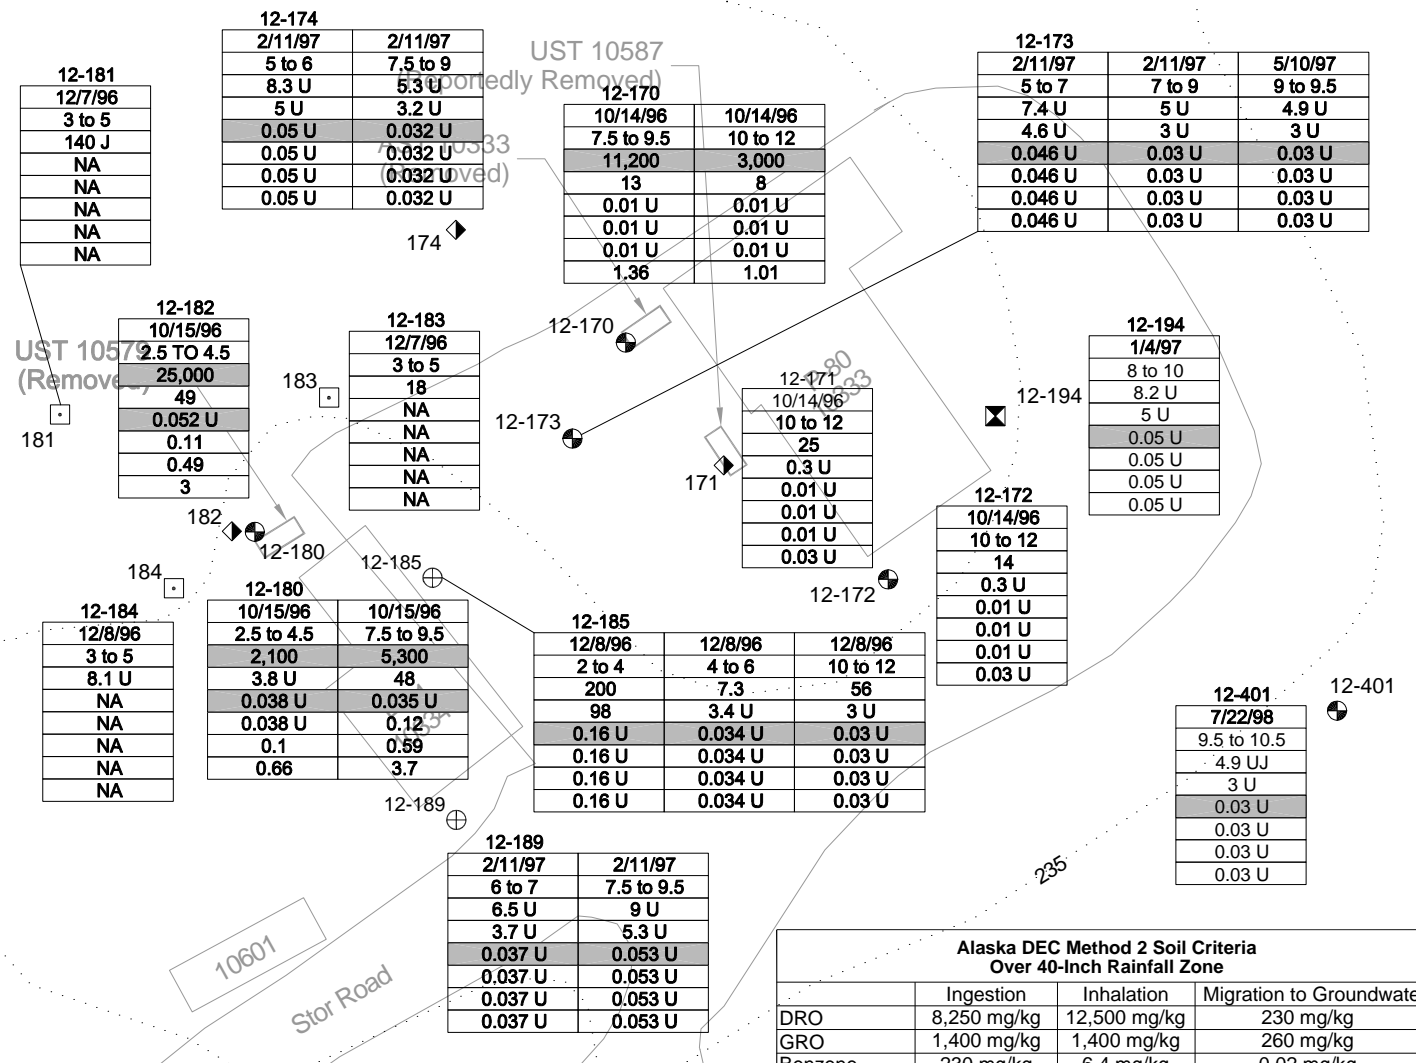 12-174
2/11/97 2/11/97
5 to 6 7.5 to 9
8.3 U 5.3 U
5 U 3.2 U
0.05 U 0.032 U
0.05 U 0.032 U
0.05 U 0.032 U
0.05 U 0.032 U
174
UST 10587
(Reportedly Removed)
10333
12-181
12/7/96
3 to 5
140 J
NA
NA
NA
NA
NA
181
12-170
10/14/96 10/14/96
7.5 to 9.5 10 to 12
11,200 3,000
13 8
0.01 U 0.01 U
0.01 U 0.01 U
0.01 U 0.01 U
1.36 1.01
12-170
12-173
2/11/97 2/11/97 5/10/97
5 to 7 7 to 9 9 to 9.5
7.4 U 5 U 4.9 U
4.6 U 3 U 3 U
0.046 U 0.03 U 0.03 U
0.046 U 0.03 U 0.03 U
0.046 U 0.03 U 0.03 U
0.046 U 0.03 U 0.03 U
12-173
12-182
10/15/96
2.5 TO 4.5
25,000
49
0.052 U
0.11
0.49
3
UST 10579
(Removed)
182
12-183
12/7/96
3 to 5
18
NA
NA
NA
NA
NA
183
12-171
10/14/96
10 to 12
25
0.3 U
0.01 U
0.01 U
0.01 U
0.03 U
171
12-194
1/4/97
8 to 10
8.2 U
5 U
0.05 U
0.05 U
0.05 U
0.05 U
12-194
12-172
10/14/96
10 to 12
14
0.3 U
0.01 U
0.01 U
0.01 U
0.03 U
12-172
12-180
12-180
10/15/96 10/15/96
2.5 to 4.5 7.5 to 9.5
2,100 5,300
3.8 U 48
0.038 U 0.035 U
0.038 U 0.12
0.1 0.59
0.66 3.7
184
12-184
12/8/96
3 to 5
8.1 U
NA
NA
NA
NA
NA
12-185
12-185
12/8/96 12/8/96 12/8/96
2 to 4 4 to 6 10 to 12
200 7.3 56
98 3.4 U 3 U
0.16 U 0.034 U 0.03 U
0.16 U 0.034 U 0.03 U
0.16 U 0.034 U 0.03 U
0.16 U 0.034 U 0.03 U
12-401
12-401
7/22/98
9.5 to 10.5
4.9 UJ
3 U
0.03 U
0.03 U
0.03 U
0.03 U
12-189
12-189
2/11/97 2/11/97
6 to 7 7.5 to 9.5
6.5 U 9 U
3.7 U 5.3 U
0.037 U 0.053 U
0.037 U 0.053 U
0.037 U 0.053 U
0.037 U 0.053 U
235
10601
Stor Road
Alaska DEC Method 2 Soil Criteria
Over 40-Inch Rainfall Zone
Ingestion Inhalation Migration to Groundwate
DRO 8,250 mg/kg 12,500 mg/kg 230 mg/kg
GRO 1,400 mg/kg 1,400 mg/kg 260 mg/kg
Benzene 230 mg/kg 6.4 mg/kg 0.02 mg/kg